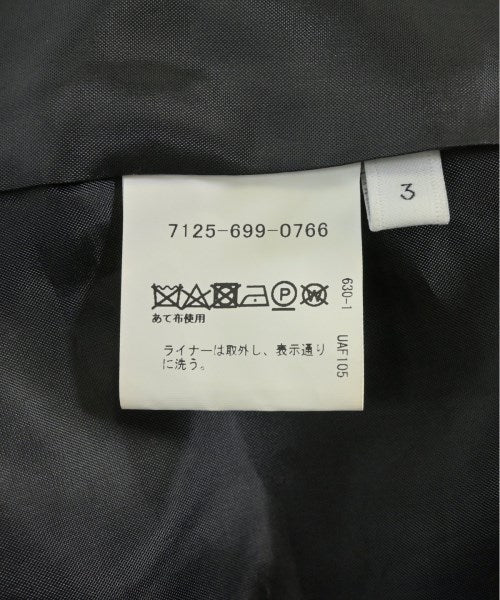 3
7125-699-0766
P W
あて布使用
ライナーは取外し、表示通り
に洗う。
630-1 UAF105